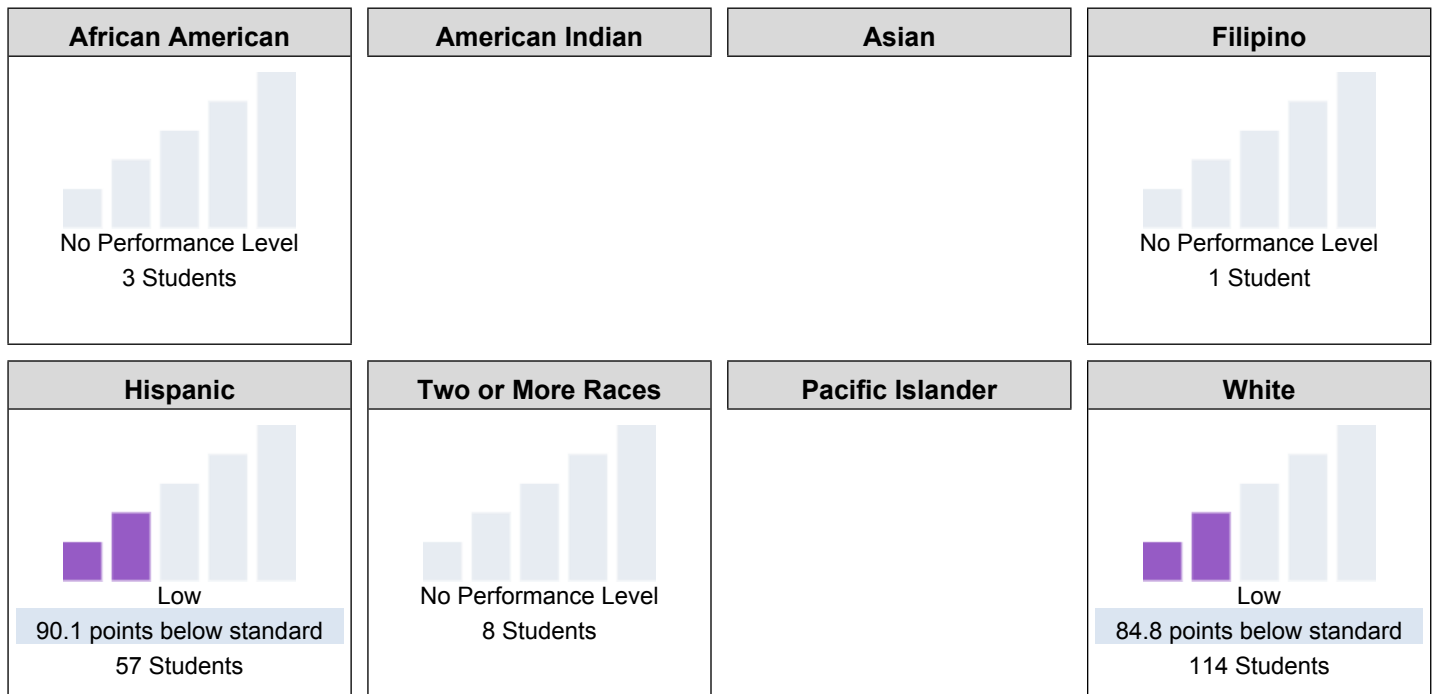 African American
No Performance Level
3 Students
American Indian
Asian
Filipino
No Performance Level
1 Student
Hispanic
Low
90.1 points below standard
57 Students
Two or More Races
No Performance Level
8 Students
Pacific Islander
White
Low
84.8 points below standard
114 Students